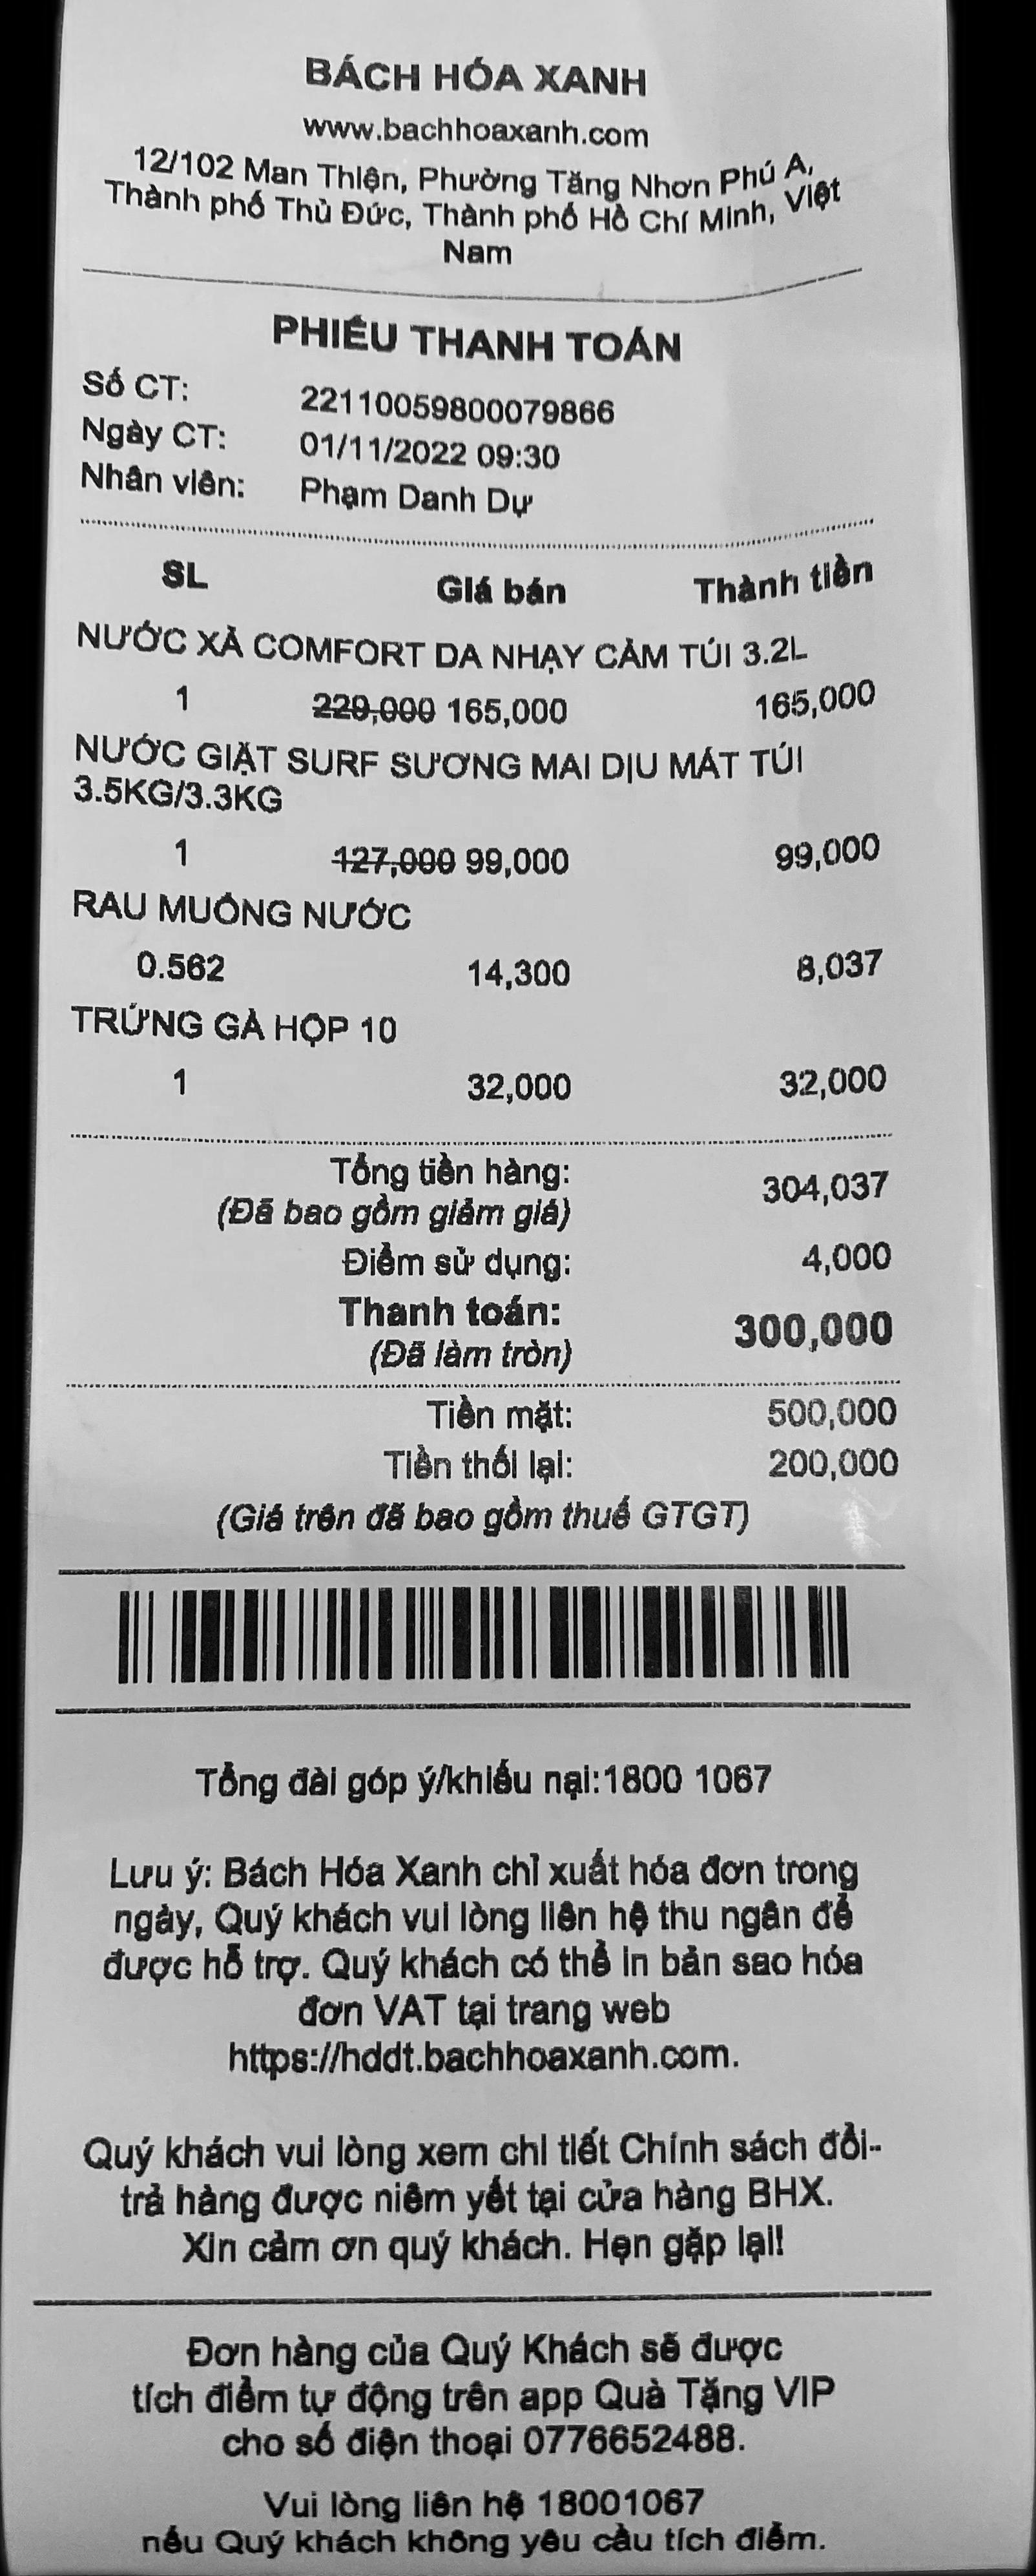 BÁCH HÓA XANH
www.bachhoaxanh.com
12/102 Man Thiện, Phường Tăng Nhơn Phú A,
Thành phố Thủ Đức, Thành phố Hồ Chí Minh, Việt
Nam
PHIẾU THANH TOÁN
Số CT: 22110059800079866
Ngày CT: 01/11/2022 09:30
Nhân viên: Phạm Danh Dự
SL Giá bán Thành tiền
NƯỚC XẢ COMFORT DA NHẠY CẢM TÚI 3.2L
1 229,000 165,000 165,000
NƯỚC GIẶT SURF SƯƠNG MAI DỊU MÁT TÚI
3.5KG/3.3KG
1 127,000 99,000 99,000
RAU MUỐNG NƯỚC
0.562 14,300 8,037
TRỨNG GÀ HỘP 10
1 32,000 32,000
Tổng tiền hàng: 304,037
(Đã bao gồm giảm giá)
Điểm sử dụng: 4,000
Thanh toán: 300,000
(Đã làm tròn)
Tiền mặt: 500,000
Tiền thối lại: 200,000
(Giá trên đã bao gồm thuế GTGT)
Tổng đài góp ý/khiếu nại:1800 1067
Lưu ý: Bách Hóa Xanh chỉ xuất hóa đơn trong
ngày, Quý khách vui lòng liên hệ thu ngân để
được hỗ trợ. Quý khách có thể in bản sao hóa
đơn VAT tại trang web
https://hddt.bachhoaxanh.com.
Quý khách vui lòng xem chi tiết Chính sách đổi-
trả hàng được niêm yết tại cửa hàng BHX.
Xin cảm ơn quý khách. Hẹn gặp lại!
Đơn hàng của Quý Khách sẽ được
tích điểm tự động trên app Quà Tặng VIP
cho số điện thoại 0776652488.
Vui lòng liên hệ 18001067
nếu Quý khách không yêu cầu tích điểm.